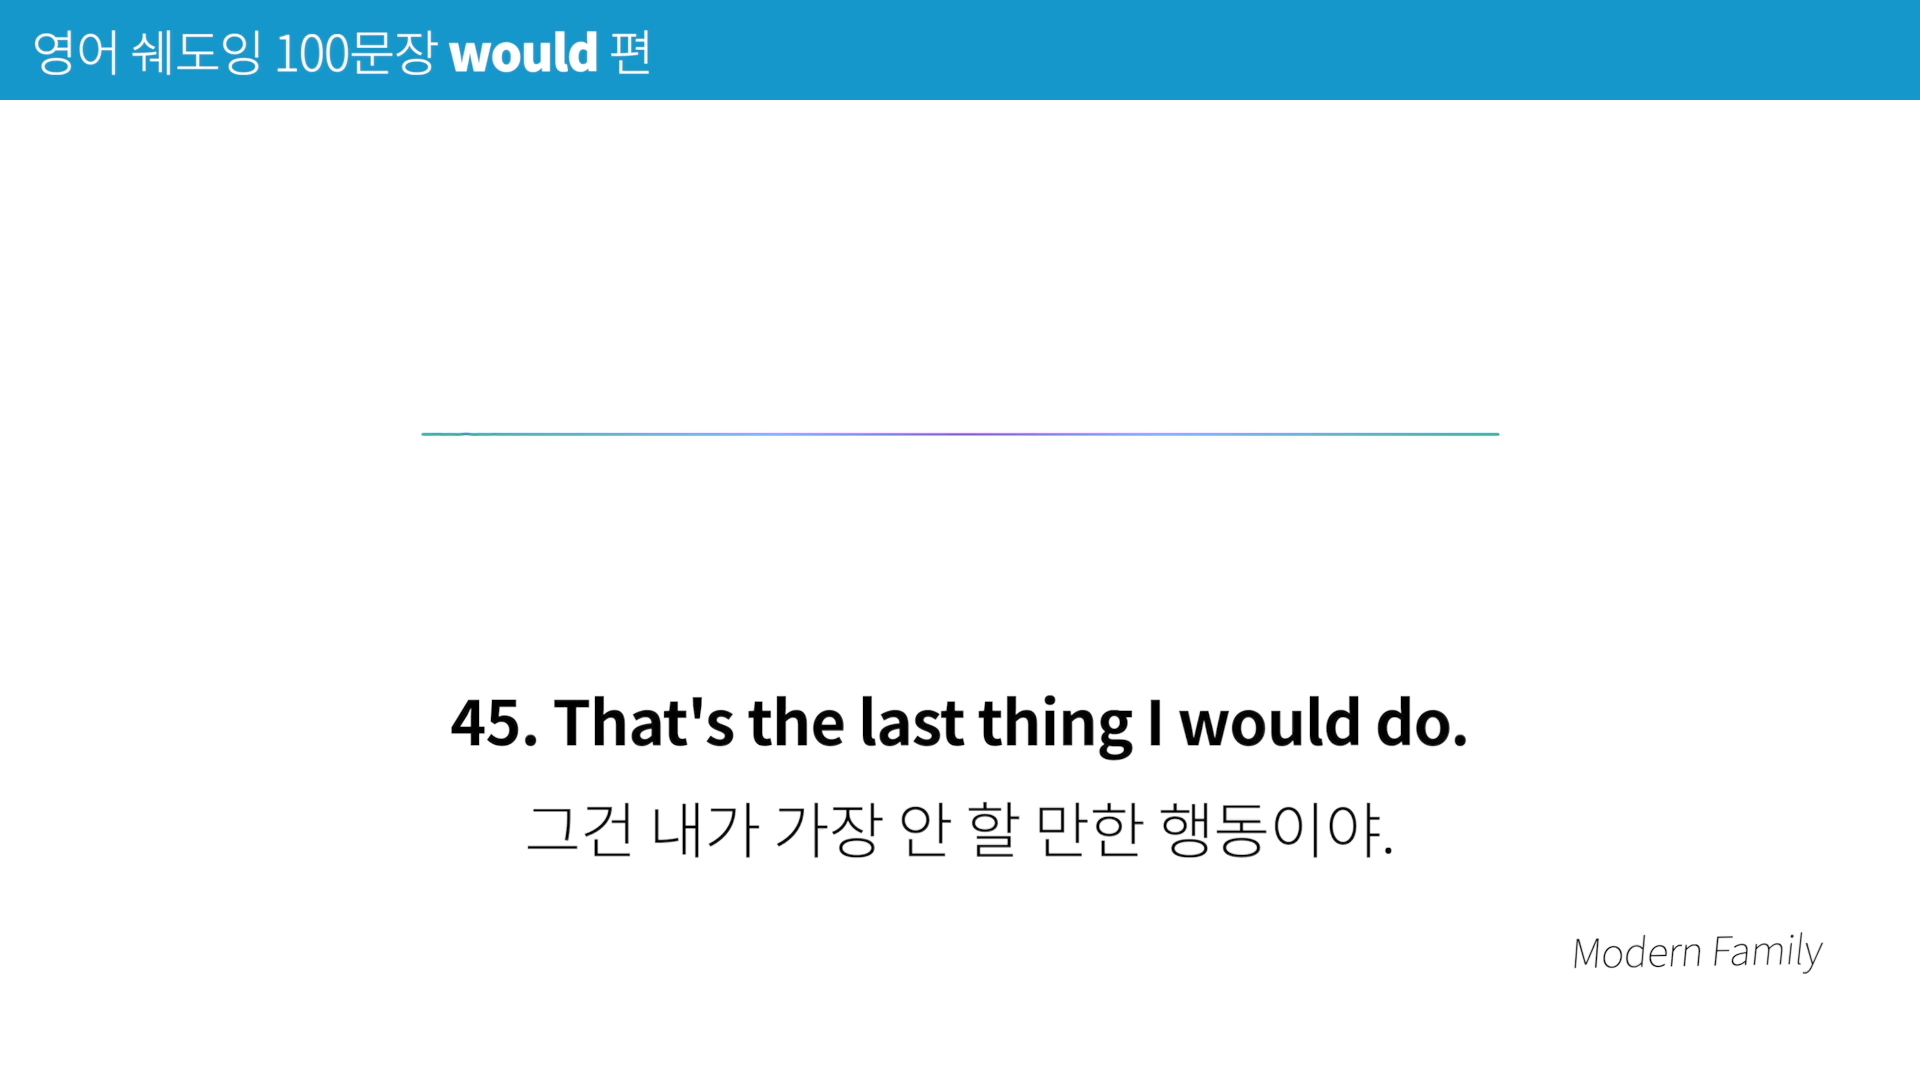 영어 쉐도잉 100문장 would 편
45. That's the last thing I would do.
그건 내가 가장 안 할 만한 행동이야.
Modern Family